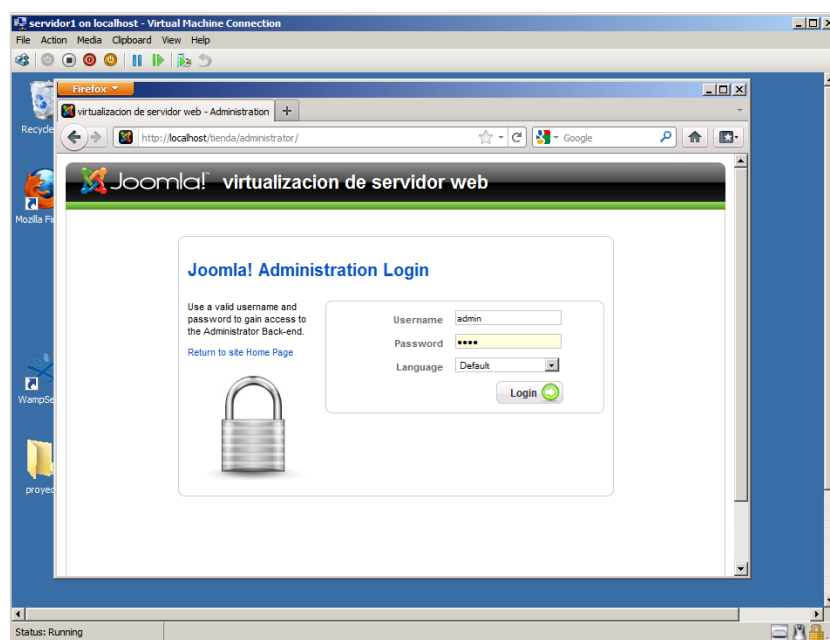 servidor1 on localhost - Virtual Machine Connection
File Action Media Clipboard View Help
Firefox
virtualizacion de servidor web - Administration
http://localhost/tienda/administrator/
Google
Recycle
Joomla!™ virtualizacion de servidor web
Mozilla Fi
Joomla! Administration Login
Use a valid username and
password to gain access to
the Administrator Back-end.
Return to site Home Page
Username admin
Password ••••
Language Default
Login
WampSe
proyec
Status: Running